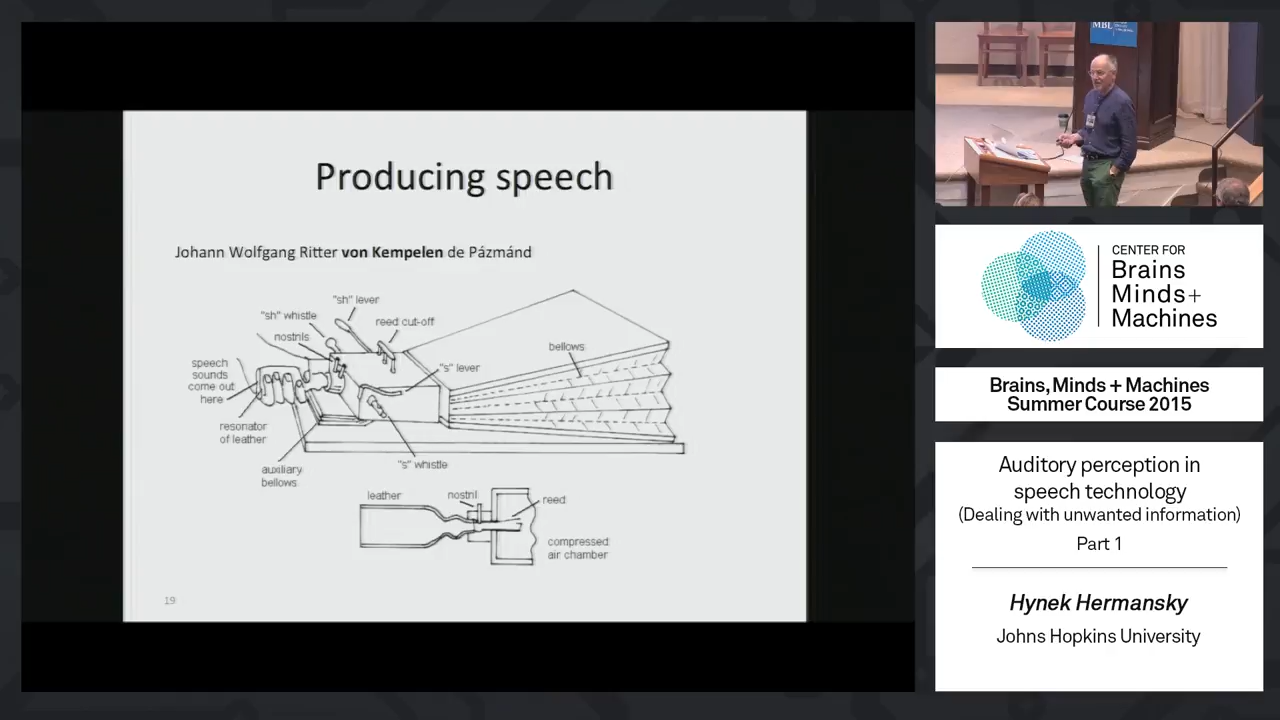 Producing speech
Johann Wolfgang Ritter von Kempelen de Pázmánd
"sh" lever
"sh" whistle
reed cut-off
nostrils
bellows
speech
sounds
come out
here
"s" lever
resonator
of leather
"s" whistle
auxiliary
bellows
leather
nostril
reed
compressed
air chamber
19
MBL
CENTER FOR
Brains
Minds+
Machines
Brains, Minds + Machines
Summer Course 2015
Auditory perception in
speech technology
(Dealing with unwanted information)
Part 1
Hynek Hermansky
Johns Hopkins University